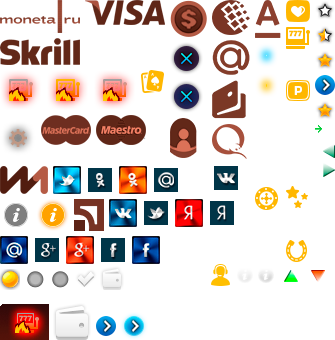 moneta.ru
VISA
$
A
777
Skrill
@
P
MasterCard
Maestro
@
Я
Я
@
g+
g+
f
f
i
i
777